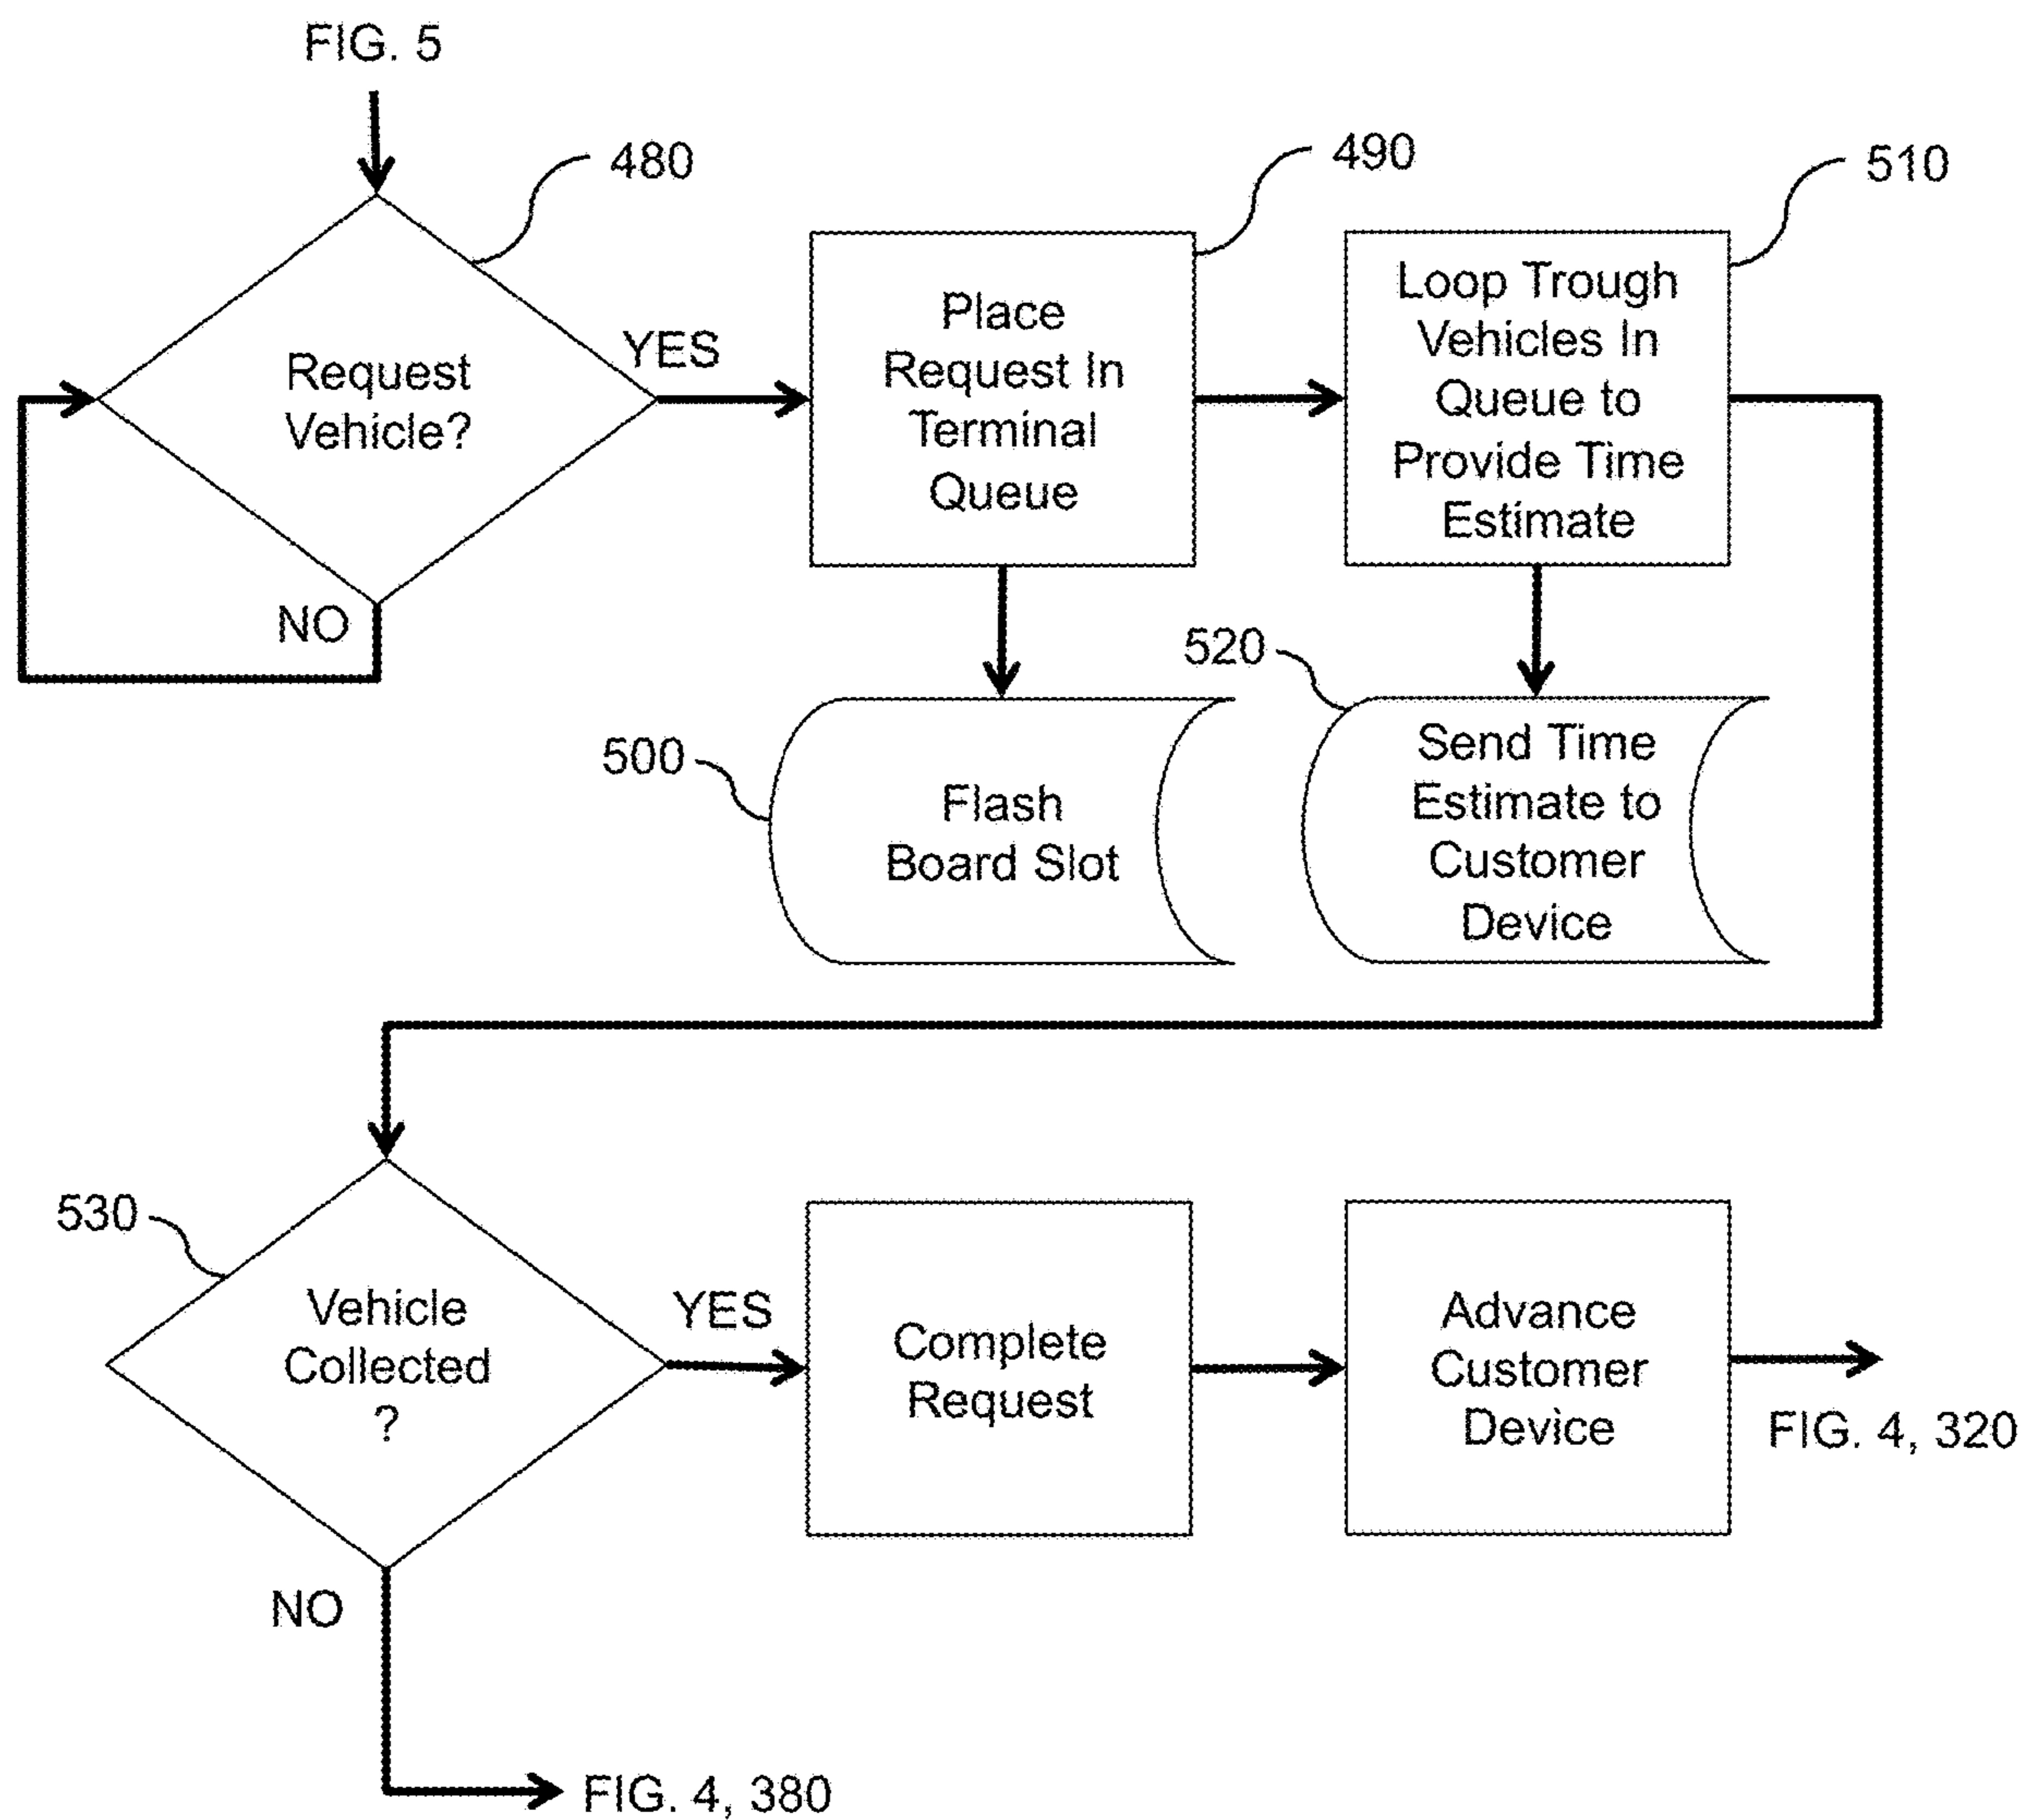 FIG. 5
480
490
510
Request
Vehicle?
YES
NO
Place
Request In
Terminal
Queue
Loop Trough
Vehicles In
Queue to
Provide Time
Estimate
500
Flash
Board Slot
520
Send Time
Estimate to
Customer
Device
530
Vehicle
Collected
?
YES
NO
Complete
Request
Advance
Customer
Device
FIG. 4, 320
FIG. 4, 380